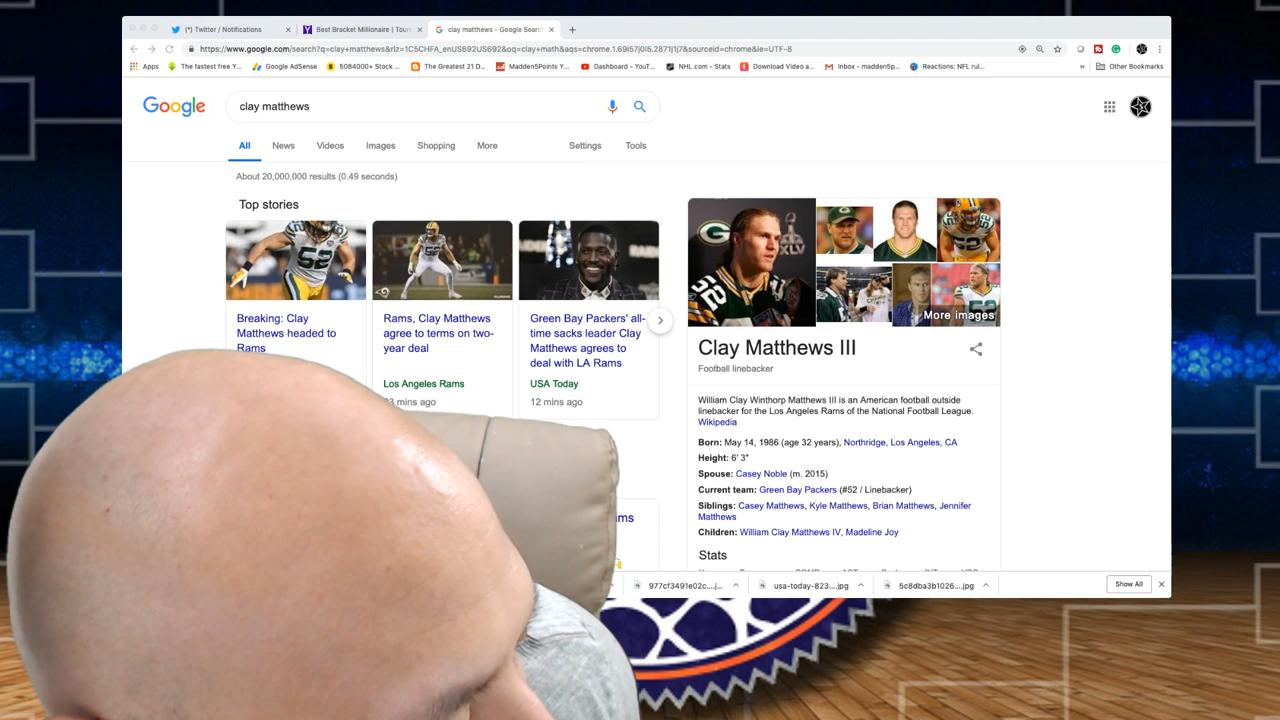 (*) Twitter / Notifications
Best Bracket Millionaire | Tourn
clay matthews - Google Search
https://www.google.com/search?q=clay+matthews&rlz=1C5CHFA_enUS692US692&oq=clay+math&aqs=chrome.1.69i57j0l5.2871j1j7&sourceid=chrome&ie=UTF-8
Apps
The fastest free Y...
Google AdSense
5084000+ Stock ...
The Greatest 21 D...
Madden5Points Y...
Dashboard - YouT...
NHL.com - Stats
Download Video a...
Inbox - madden5p...
Reactions: NFL rul...
»
Other Bookmarks
Google
clay matthews
All
News
Videos
Images
Shopping
More
Settings
Tools
About 20,000,000 results (0.49 seconds)
Top stories
Breaking: Clay
Matthews headed to
Rams
Rams, Clay Matthews
agree to terms on two-
year deal
Los Angeles Rams
mins ago
Green Bay Packers' all-
time sacks leader Clay
Matthews agrees to
deal with LA Rams
USA Today
12 mins ago
More images
Clay Matthews III
Football linebacker
William Clay Winthorp Matthews III is an American football outside
linebacker for the Los Angeles Rams of the National Football League.
Wikipedia
Born: May 14, 1986 (age 32 years), Northridge, Los Angeles, CA
Height: 6' 3"
Spouse: Casey Noble (m. 2015)
Current team: Green Bay Packers (#52 / Linebacker)
Siblings: Casey Matthews, Kyle Matthews, Brian Matthews, Jennifer
Matthews
Children: William Clay Matthews IV, Madeline Joy
Stats
977cf3491e02c....j...
usa-today-823....jpg
5c8dba3b1026....jpg
Show All